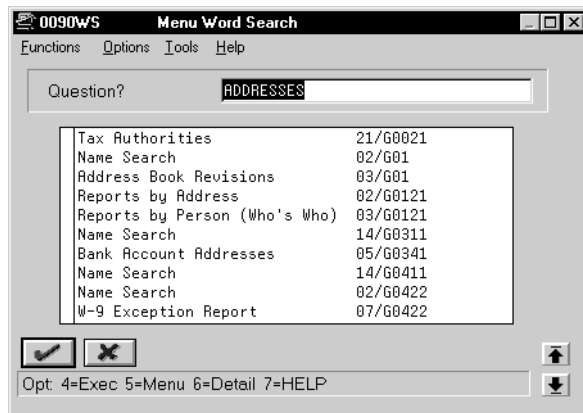 0090WS Menu Word Search
Functions Options Tools Help
Question? ADDRESSES
Tax Authorities 21/G0021
Name Search 02/G01
Address Book Revisions 03/G01
Reports by Address 02/G0121
Reports by Person (Who's Who) 03/G0121
Name Search 14/G0311
Bank Account Addresses 05/G0341
Name Search 14/G0411
Name Search 02/G0422
W-9 Exception Report 07/G0422
Opt: 4=Exec 5=Menu 6=Detail 7=HELP